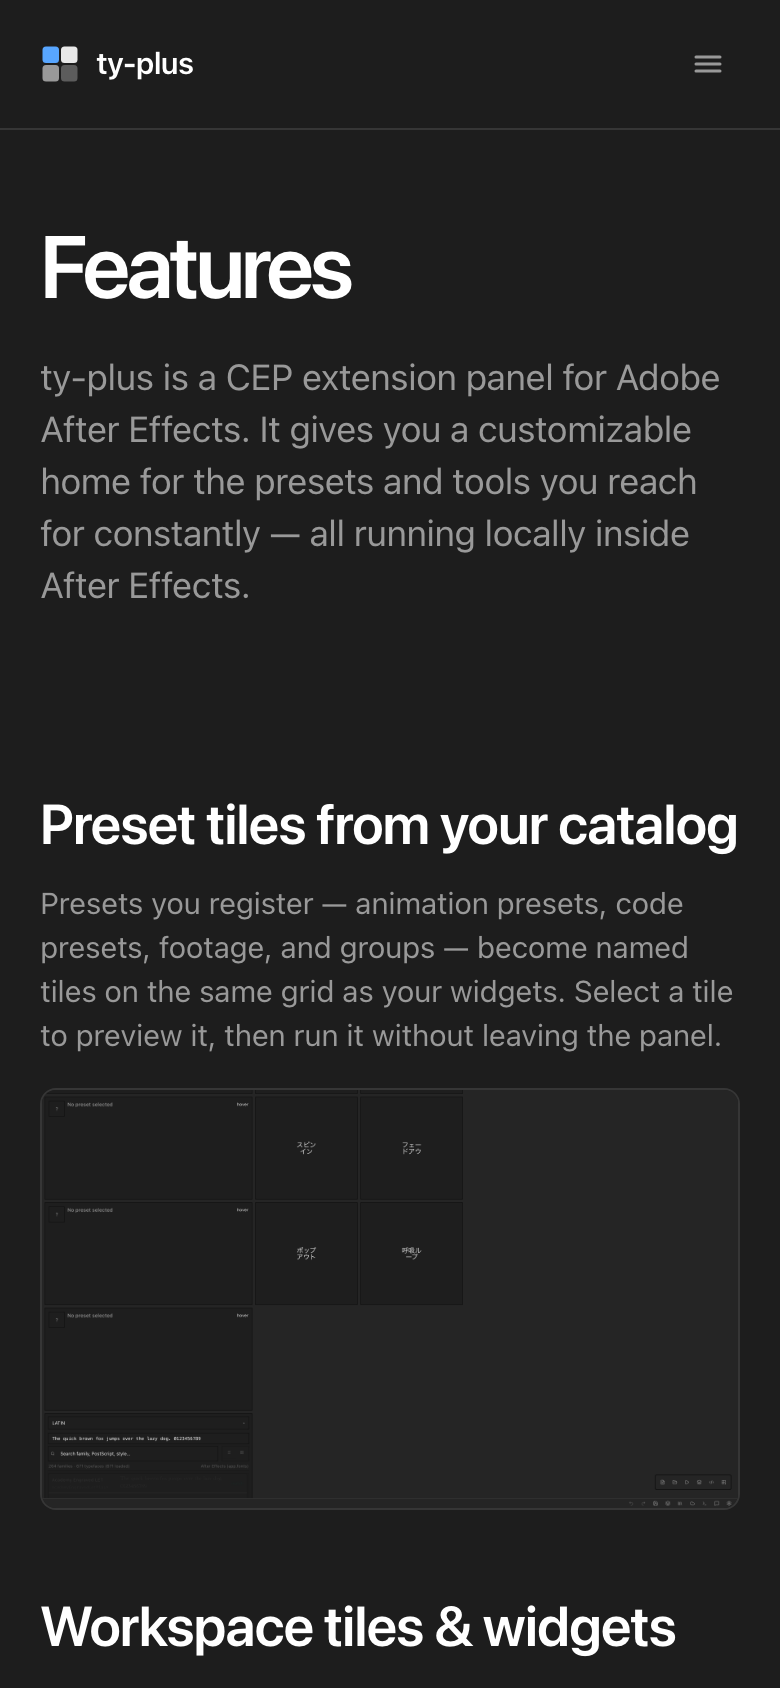 ty-plus
Features
ty-plus is a CEP extension panel for Adobe
After Effects. It gives you a customizable
home for the presets and tools you reach
for constantly — all running locally inside
After Effects.
Preset tiles from your catalog
Presets you register — animation presets, code
presets, footage, and groups — become named
tiles on the same grid as your widgets. Select a tile
to preview it, then run it without leaving the panel.
? No preset selected hover
スピン
イン
フェー
ドアウ
? No preset selected hover
ポップ
アウト
呼吸ル
ープ
? No preset selected hover
LATIN
The quick brown fox jumps over the lazy dog. 0123456789
Search family, PostScript, style…
Workspace tiles & widgets